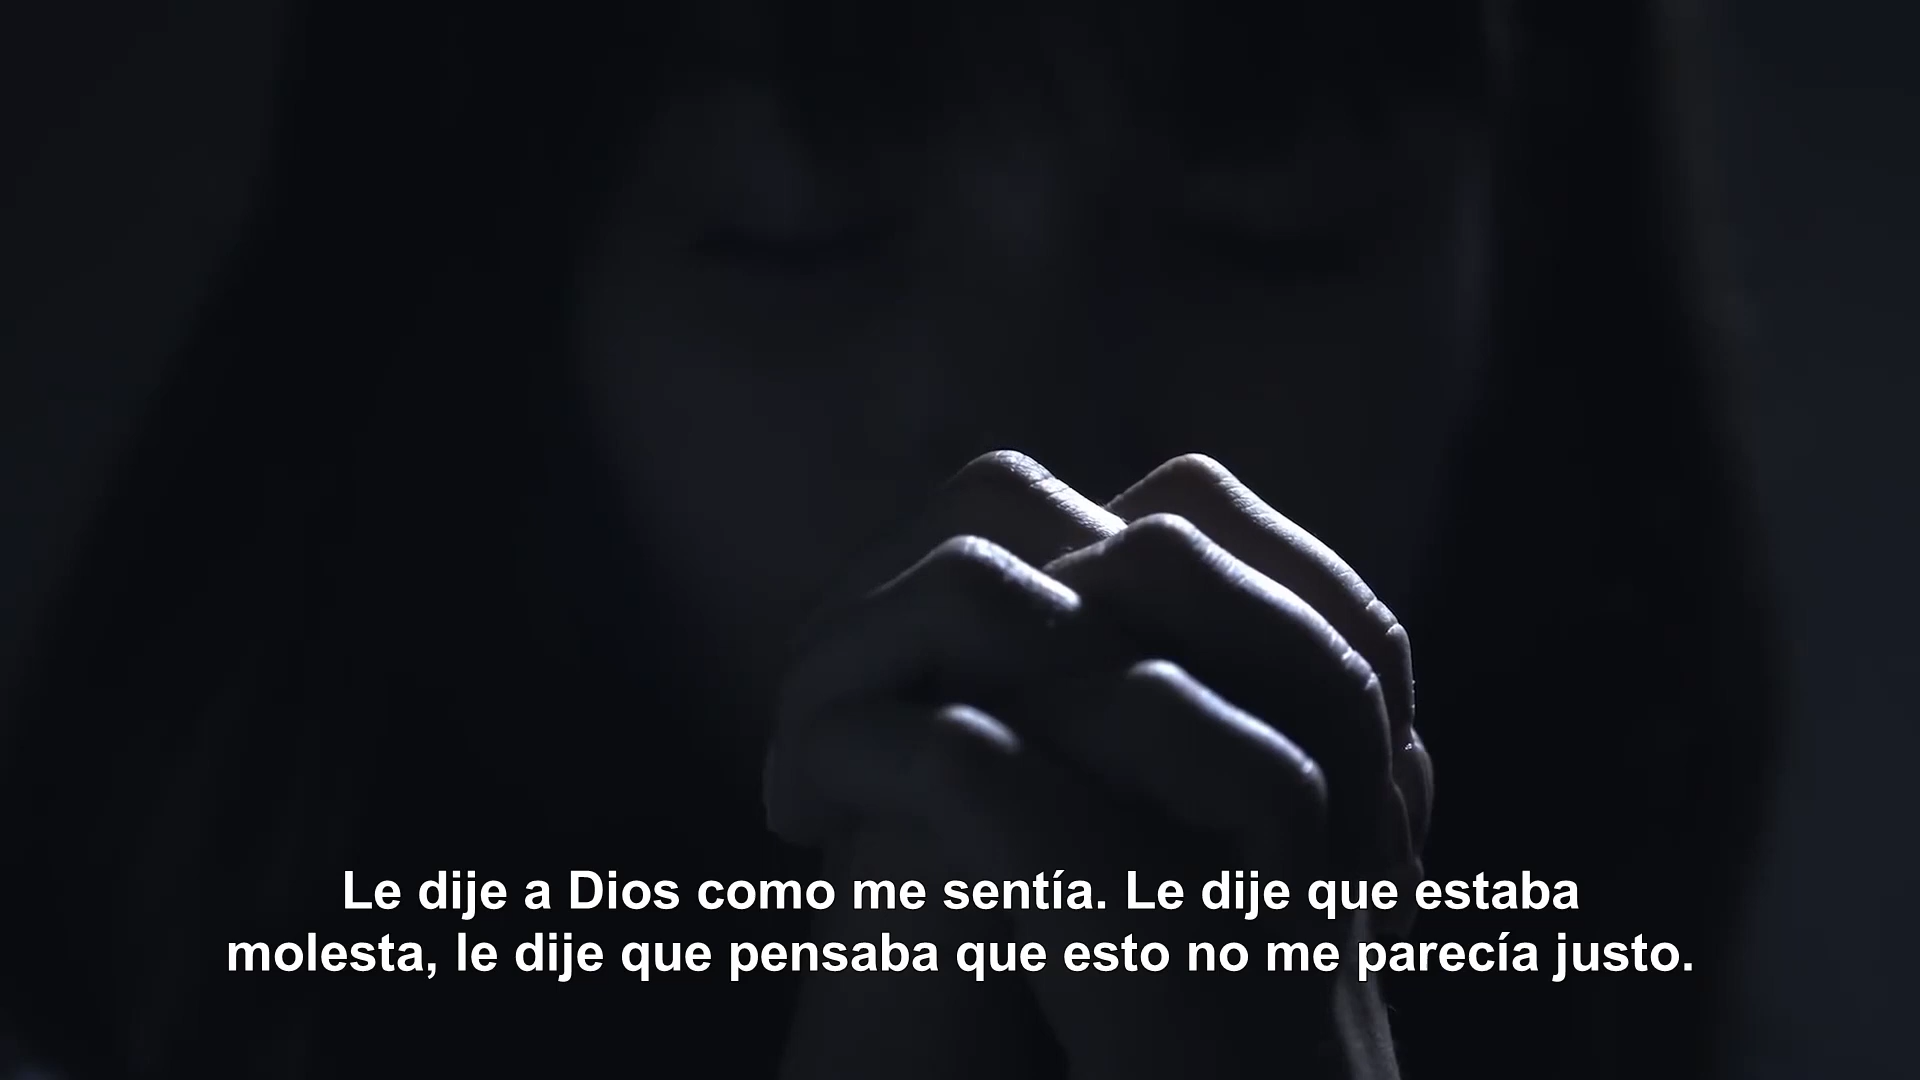 Le dije a Dios como me sentía. Le dije que estaba
molesta, le dije que pensaba que esto no me parecía justo.